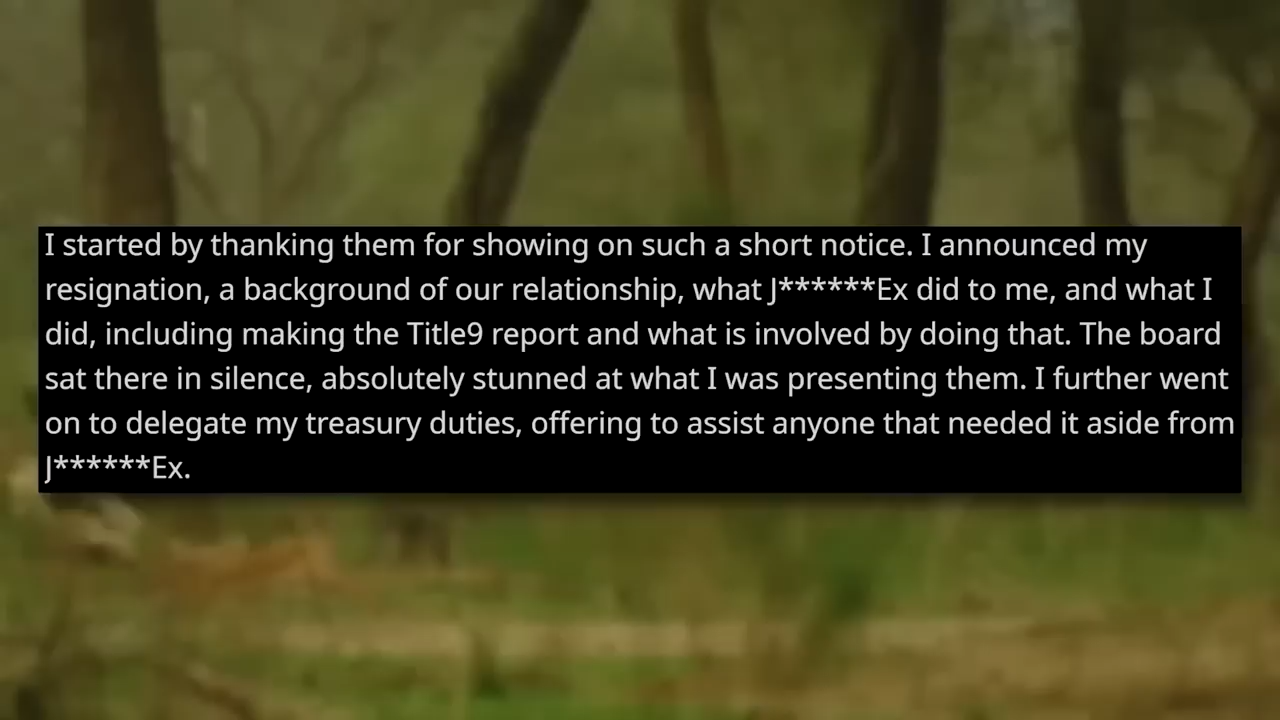 I started by thanking them for showing on such a short notice. I announced my
resignation, a background of our relationship, what J******Ex did to me, and what I
did, including making the Title9 report and what is involved by doing that. The board
sat there in silence, absolutely stunned at what I was presenting them. I further went
on to delegate my treasury duties, offering to assist anyone that needed it aside from
J******Ex.